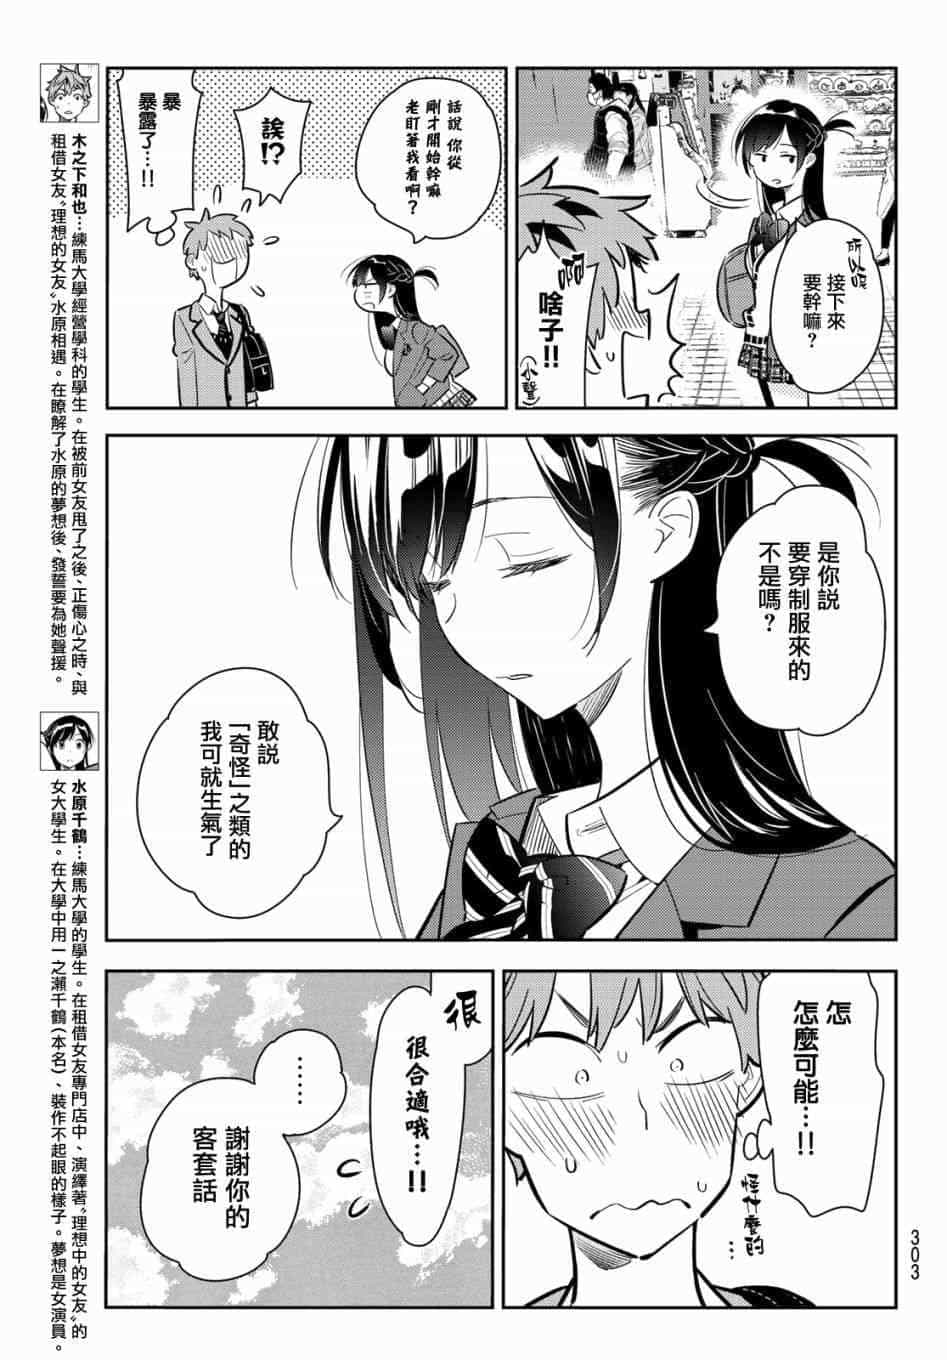 所以說
接下來
要幹嘛？
啊
啥子!!
（小聲）
話說 你從
剛才開始幹嘛
老盯著我看啊？
誒!?
暴
暴露了…!!
是你說
要穿制服來的
不是嗎？
敢說
「奇怪」之類的
我可就生氣了
怎
怎麼可能…!!
怪什麼的…
很
很合適哦…!!
……
謝謝你的
客套話
木之下和也…練馬大學經營學科的學生。在被前女友甩了之後、正傷心之時、與
租借女友〝理想的女友〟水原相遇。在瞭解了水原的夢想後、發誓要為她聲援。
水原千鶴…練馬大學的學生。在租借女友專門店中、演繹著〝理想中的女友〟的
女大學生。在大學中用一之瀨千鶴（本名）、裝作不起眼的樣子。夢想是女演員。
303